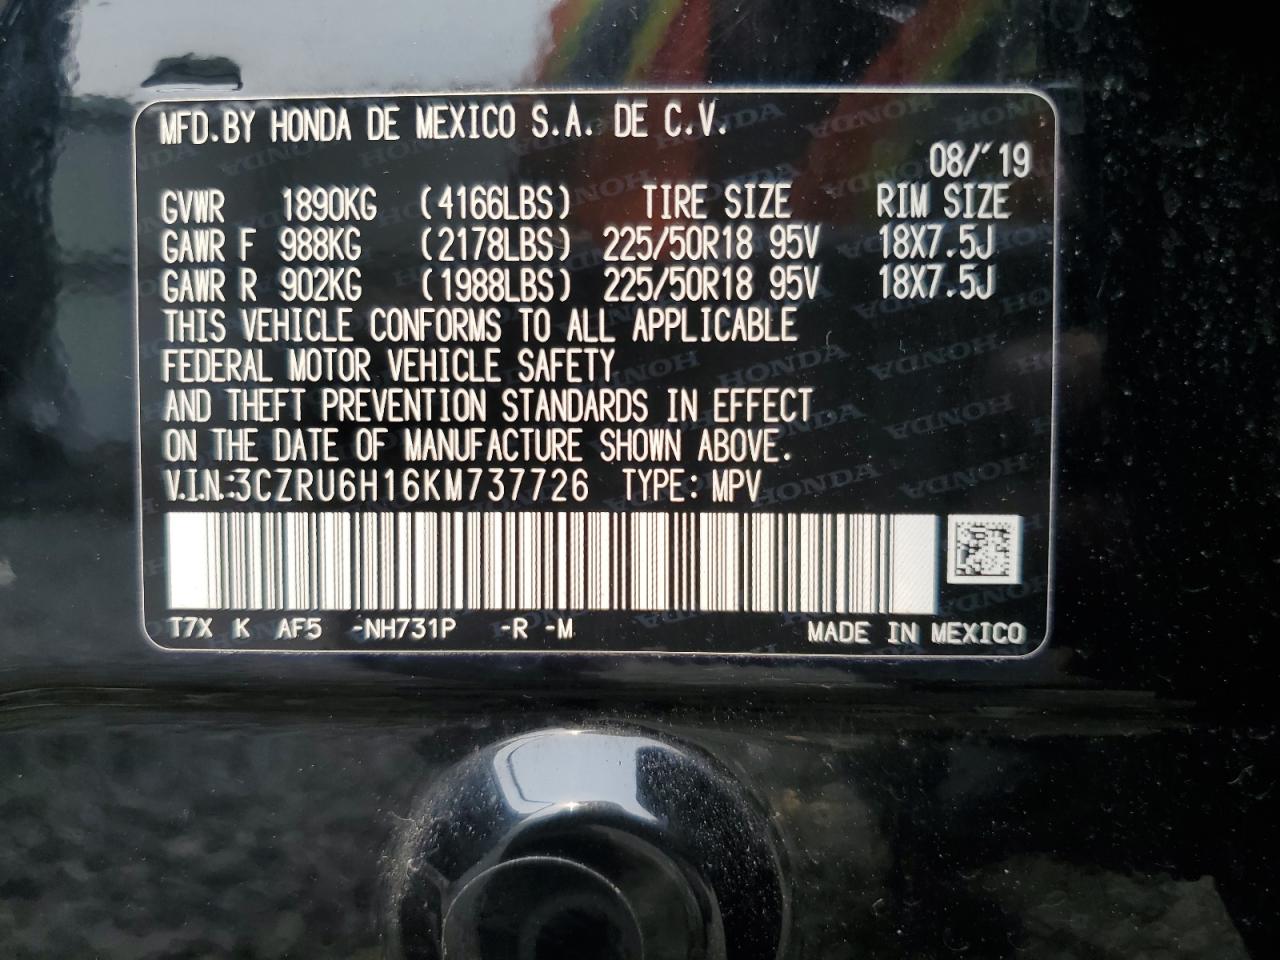 MFD.BY HONDA DE MEXICO S.A. DE C.V.
08/'19
GVWR 1890KG (4166LBS) TIRE SIZE RIM SIZE
GAWR F 988KG (2178LBS) 225/50R18 95V 18X7.5J
GAWR R 902KG (1988LBS) 225/50R18 95V 18X7.5J
THIS VEHICLE CONFORMS TO ALL APPLICABLE
FEDERAL MOTOR VEHICLE SAFETY
AND THEFT PREVENTION STANDARDS IN EFFECT
ON THE DATE OF MANUFACTURE SHOWN ABOVE.
V.I.N.:3CZRU6H16KM737726 TYPE: MPV
T7X K AF5 -NH731P -R -M MADE IN MEXICO